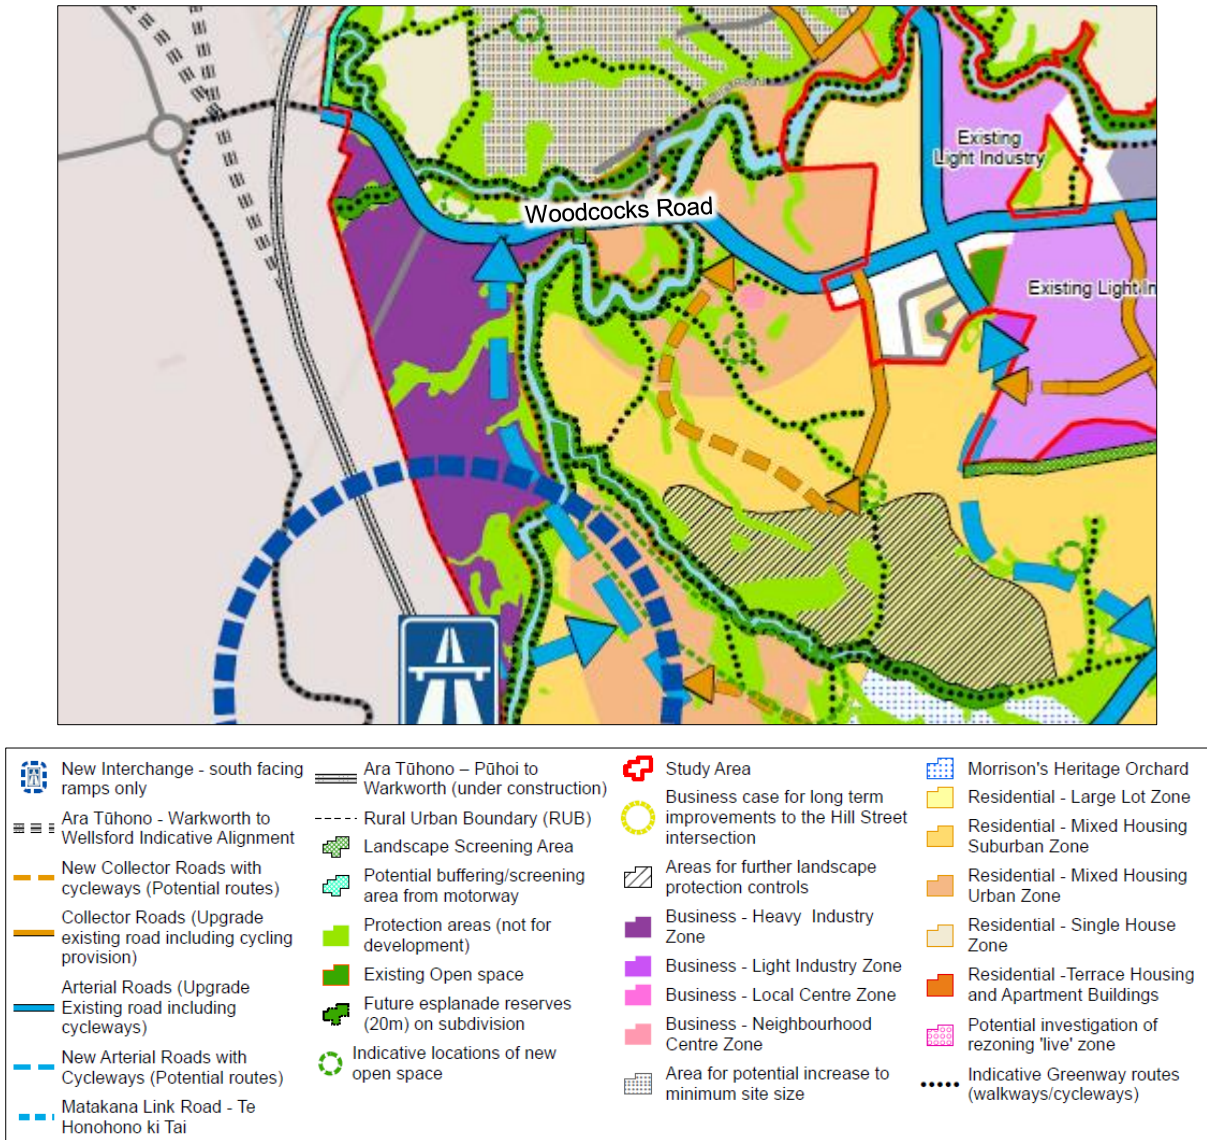 Existing
Light Industry
Woodcocks Road
Existing Light In
New Interchange - south facing
ramps only
Ara Tūhono - Warkworth to
Wellsford Indicative Alignment
New Collector Roads with
cycleways (Potential routes)
Collector Roads (Upgrade
existing road including cycling
provision)
Arterial Roads (Upgrade
Existing road including
cycleways)
New Arterial Roads with
Cycleways (Potential routes)
Matakana Link Road - Te
Honohono ki Tai
Ara Tūhono – Pūhoi to
Warkworth (under construction)
Rural Urban Boundary (RUB)
Landscape Screening Area
Potential buffering/screening
area from motorway
Protection areas (not for
development)
Existing Open space
Future esplanade reserves
(20m) on subdivision
Indicative locations of new
open space
Study Area
Business case for long term
improvements to the Hill Street
intersection
Areas for further landscape
protection controls
Business - Heavy Industry
Zone
Business - Light Industry Zone
Business - Local Centre Zone
Business - Neighbourhood
Centre Zone
Area for potential increase to
minimum site size
Morrison's Heritage Orchard
Residential - Large Lot Zone
Residential - Mixed Housing
Suburban Zone
Residential - Mixed Housing
Urban Zone
Residential - Single House
Zone
Residential -Terrace Housing
and Apartment Buildings
Potential investigation of
rezoning 'live' zone
Indicative Greenway routes
(walkways/cycleways)